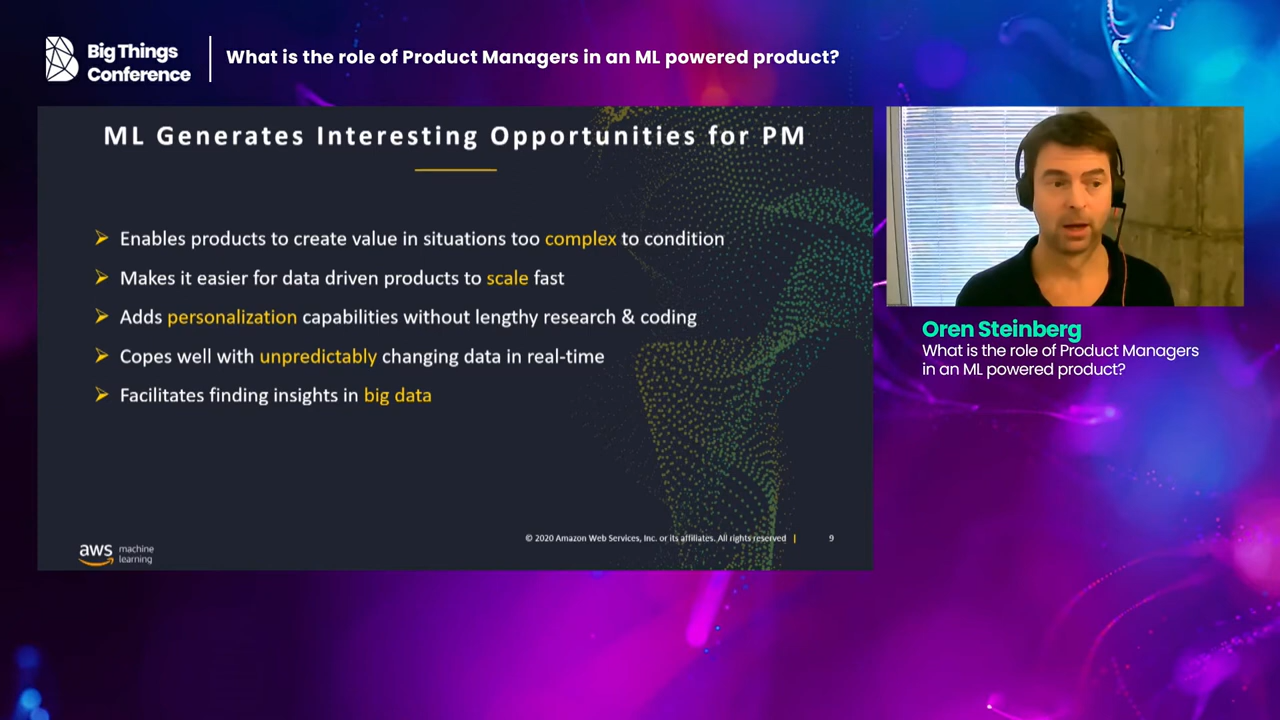 Big Things
Conference
What is the role of Product Managers in an ML powered product?
ML Generates Interesting Opportunities for PM
Enables products to create value in situations too complex to condition
Makes it easier for data driven products to scale fast
Adds personalization capabilities without lengthy research & coding
Copes well with unpredictably changing data in real-time
Facilitates finding insights in big data
aws machine
learning
© 2020 Amazon Web Services, Inc. or its affiliates. All rights reserved | 9
Oren Steinberg
What is the role of Product Managers
in an ML powered product?